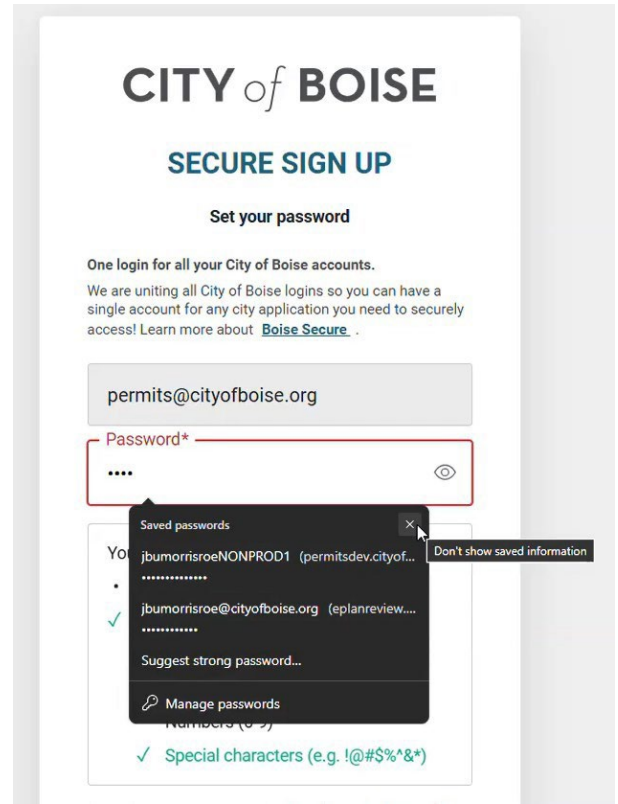 CITY of BOISE
SECURE SIGN UP
Set your password
One login for all your City of Boise accounts.
We are uniting all City of Boise logins so you can have a
single account for any city application you need to securely
access! Learn more about Boise Secure .
permits@cityofboise.org
Password*
••••
Saved passwords
Don't show saved information
You
jbumorrisroeNONPROD1 (permitsdev.cityof...
••••••••••••••
jbumorrisroe@cityofboise.org (eplanreview....
••••••••••••
Suggest strong password...
Manage passwords
Numbers (0-9)
✓ Special characters (e.g. !@#$%^&*)